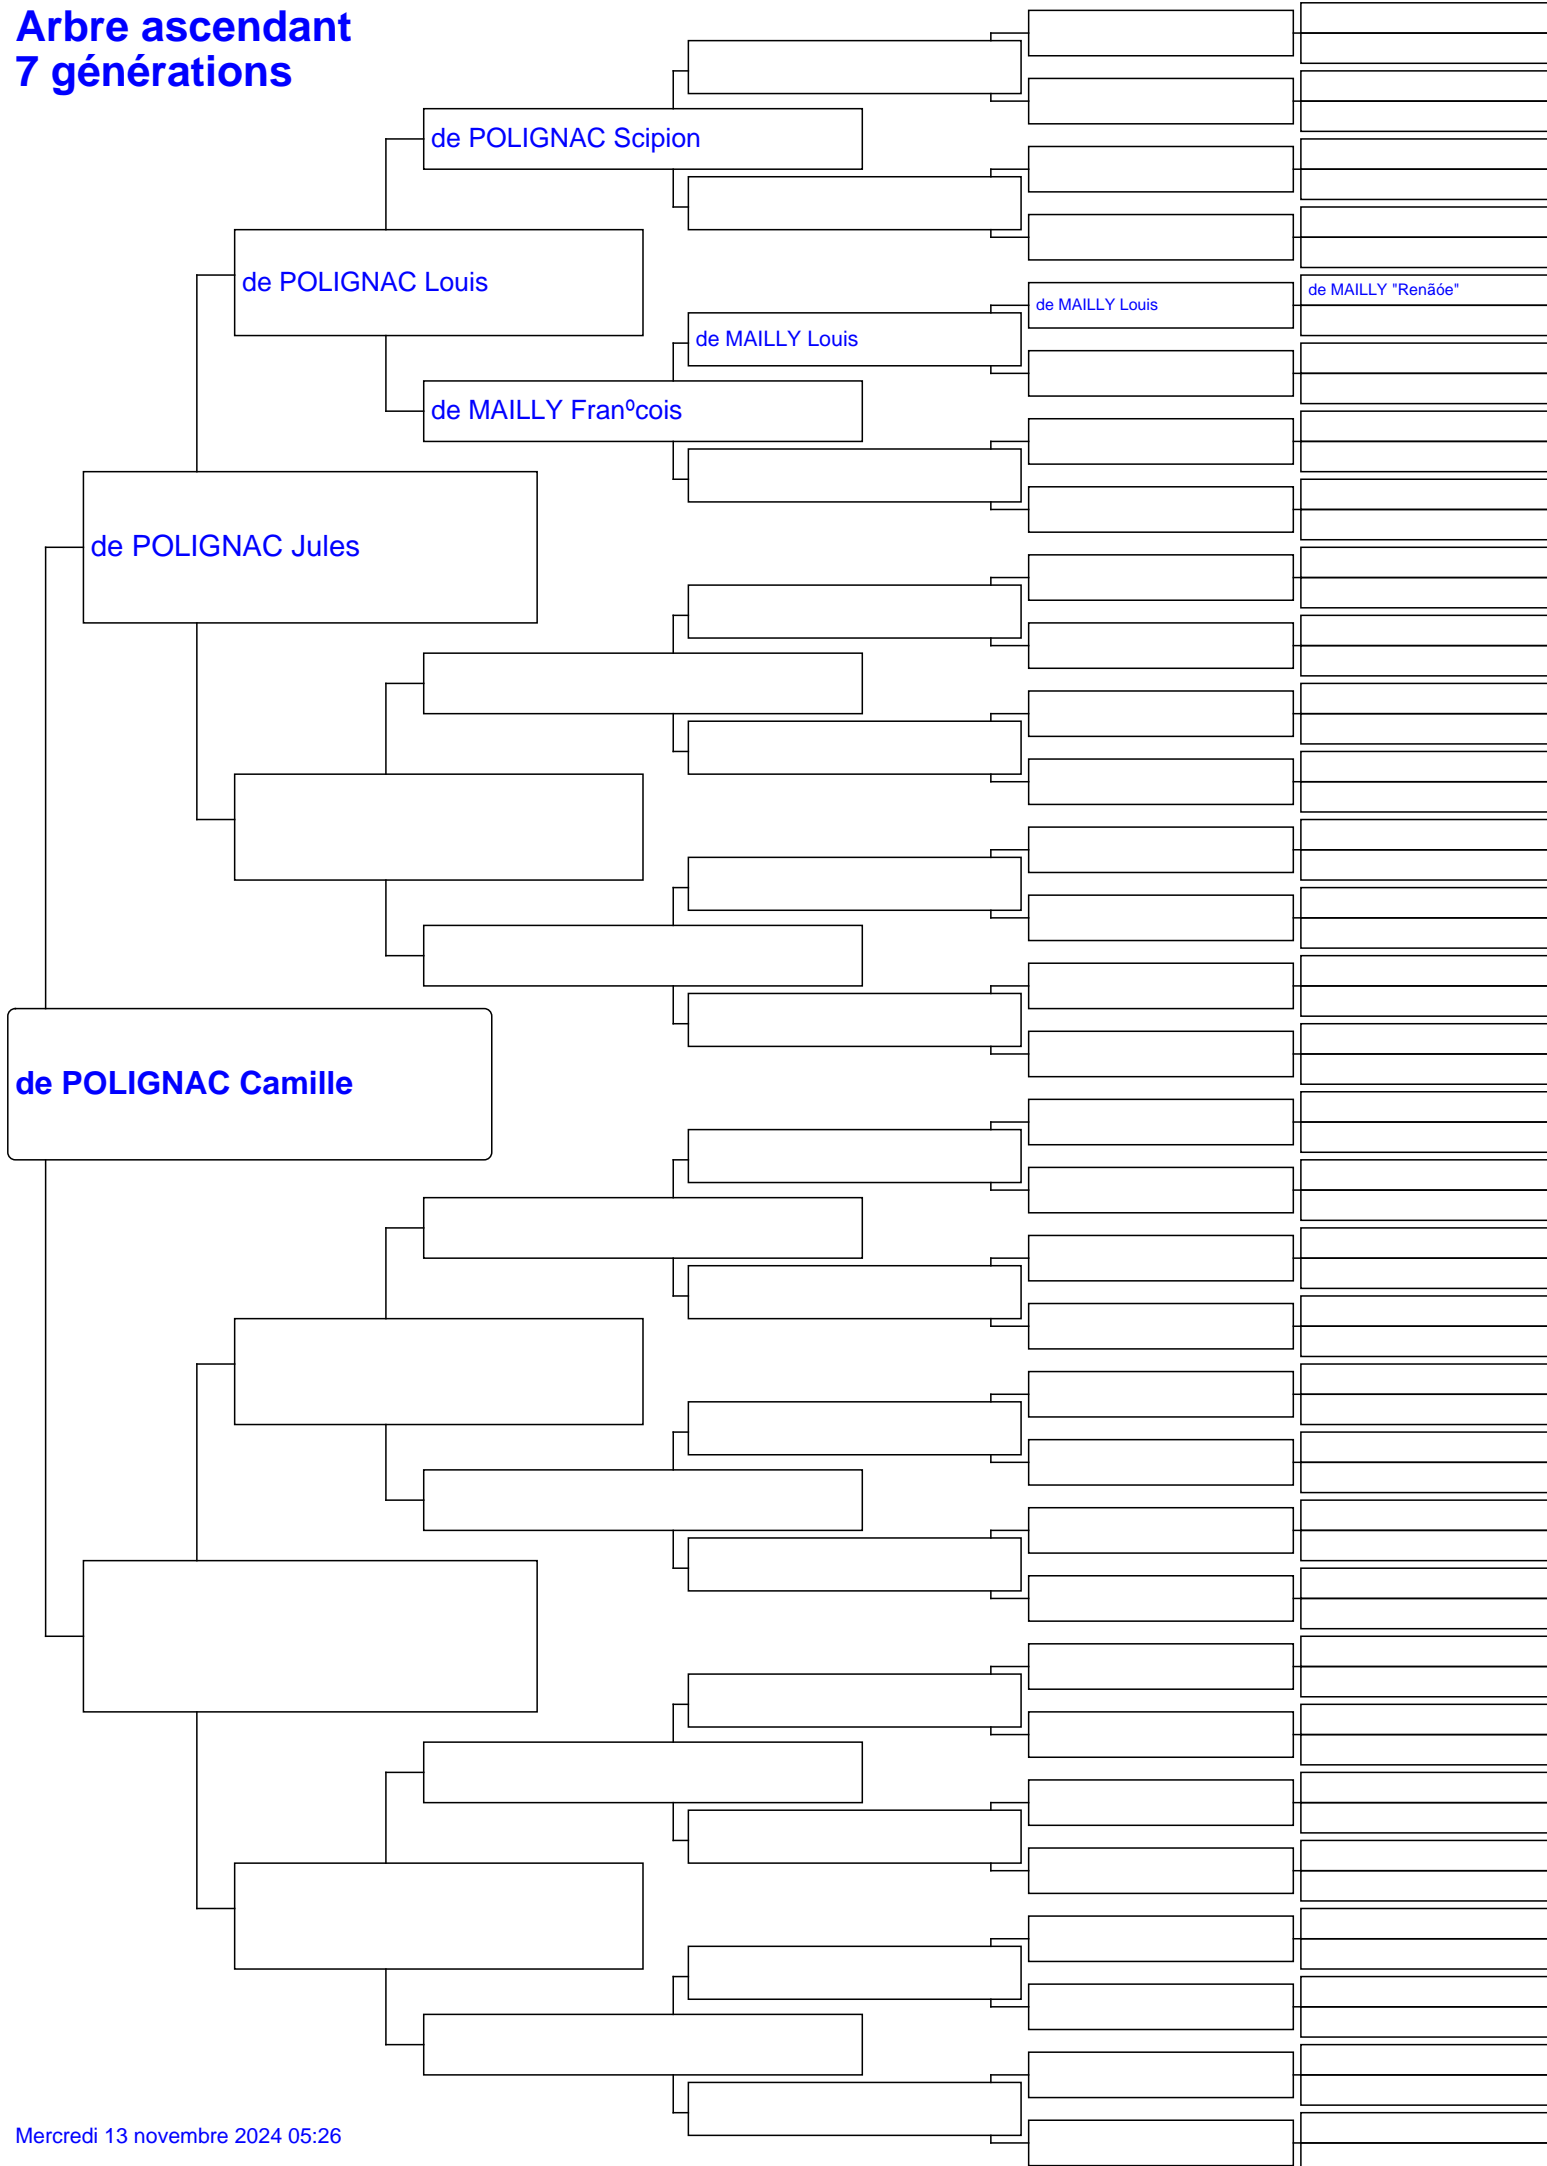 Arbre ascendant
7 générations
de POLIGNAC Scipion
de POLIGNAC Louis
de MAILLY "Renãóe"
de MAILLY Louis
de MAILLY Louis
de MAILLY Franºcois
de POLIGNAC Jules
de POLIGNAC Camille
Mercredi 13 novembre 2024 05:26